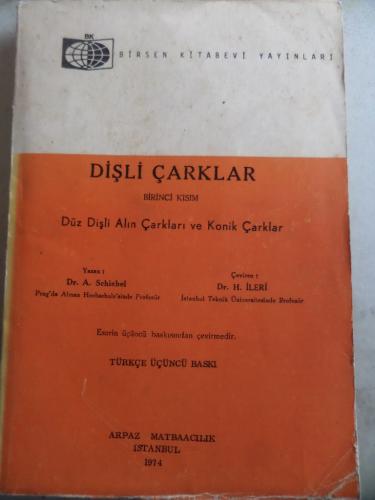 BK
BİRSEN KİTABEVİ YAYINLARI
DİŞLİ ÇARKLAR
BİRİNCİ KISIM
Düz Dişli Alın Çarkları ve Konik Çarklar
Yazan :
Dr. A. Schiebel
Prag'da Alman Hochschule'sinde Profesör
Çeviren :
Dr. H. İLERİ
İstanbul Teknik Üniversitesinde Profesör
Eserin üçüncü baskısından çevirmedir.
TÜRKÇE ÜÇÜNCÜ BASKI
ARPAZ MATBAACILIK
İSTANBUL
1974